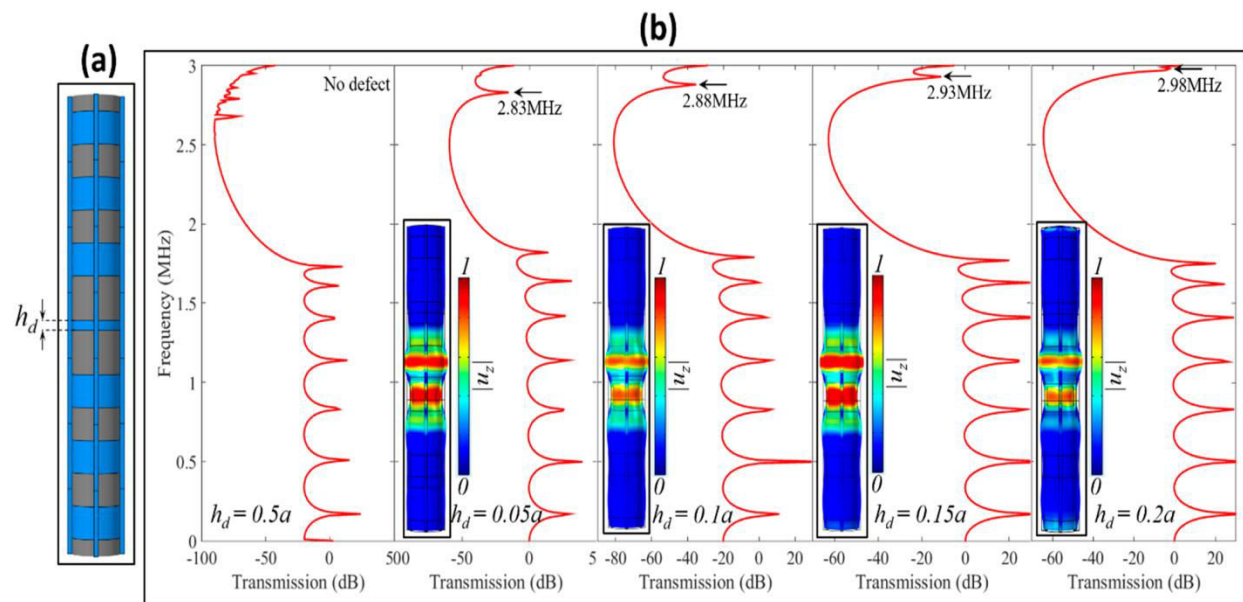 (a)
(b)
h_d
Frequency (MHz)
3
2.5
2
1.5
1
0.5
0
No defect
h_d = 0.5a
-100
-50
0
Transmission (dB)
2.83MHz
1
|u_z|
0
h_d = 0.05a
500
-50
0
Transmission (dB)
2.88MHz
1
|u_z|
0
h_d = 0.1a
5
-80
-60
-40
-20
0
20
Transmission (dB)
2.93MHz
1
|u_z|
0
h_d = 0.15a
-60
-40
-20
0
20
Transmission (dB)
2.98MHz
1
|u_z|
0
h_d = 0.2a
-60
-40
-20
0
20
Transmission (dB)